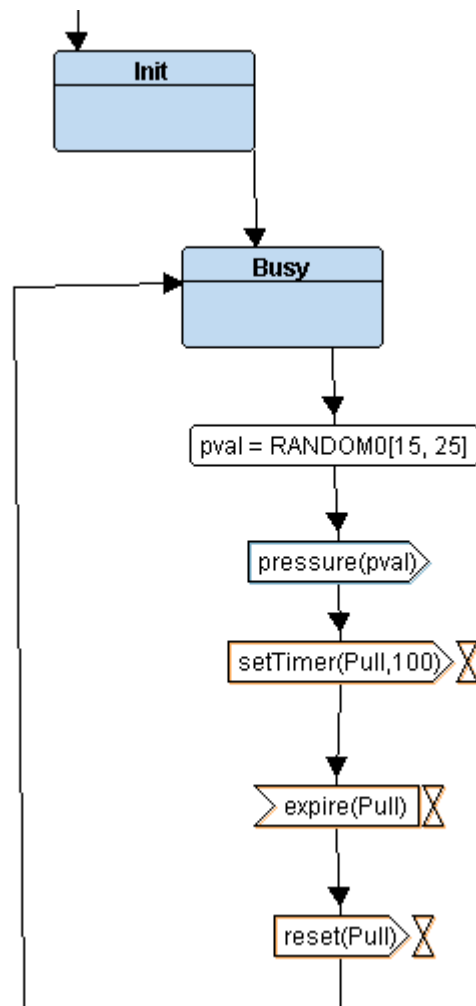 Init
Busy
pval = RANDOM0[15, 25]
pressure(pval)
setTimer(Pull,100)
expire(Pull)
reset(Pull)